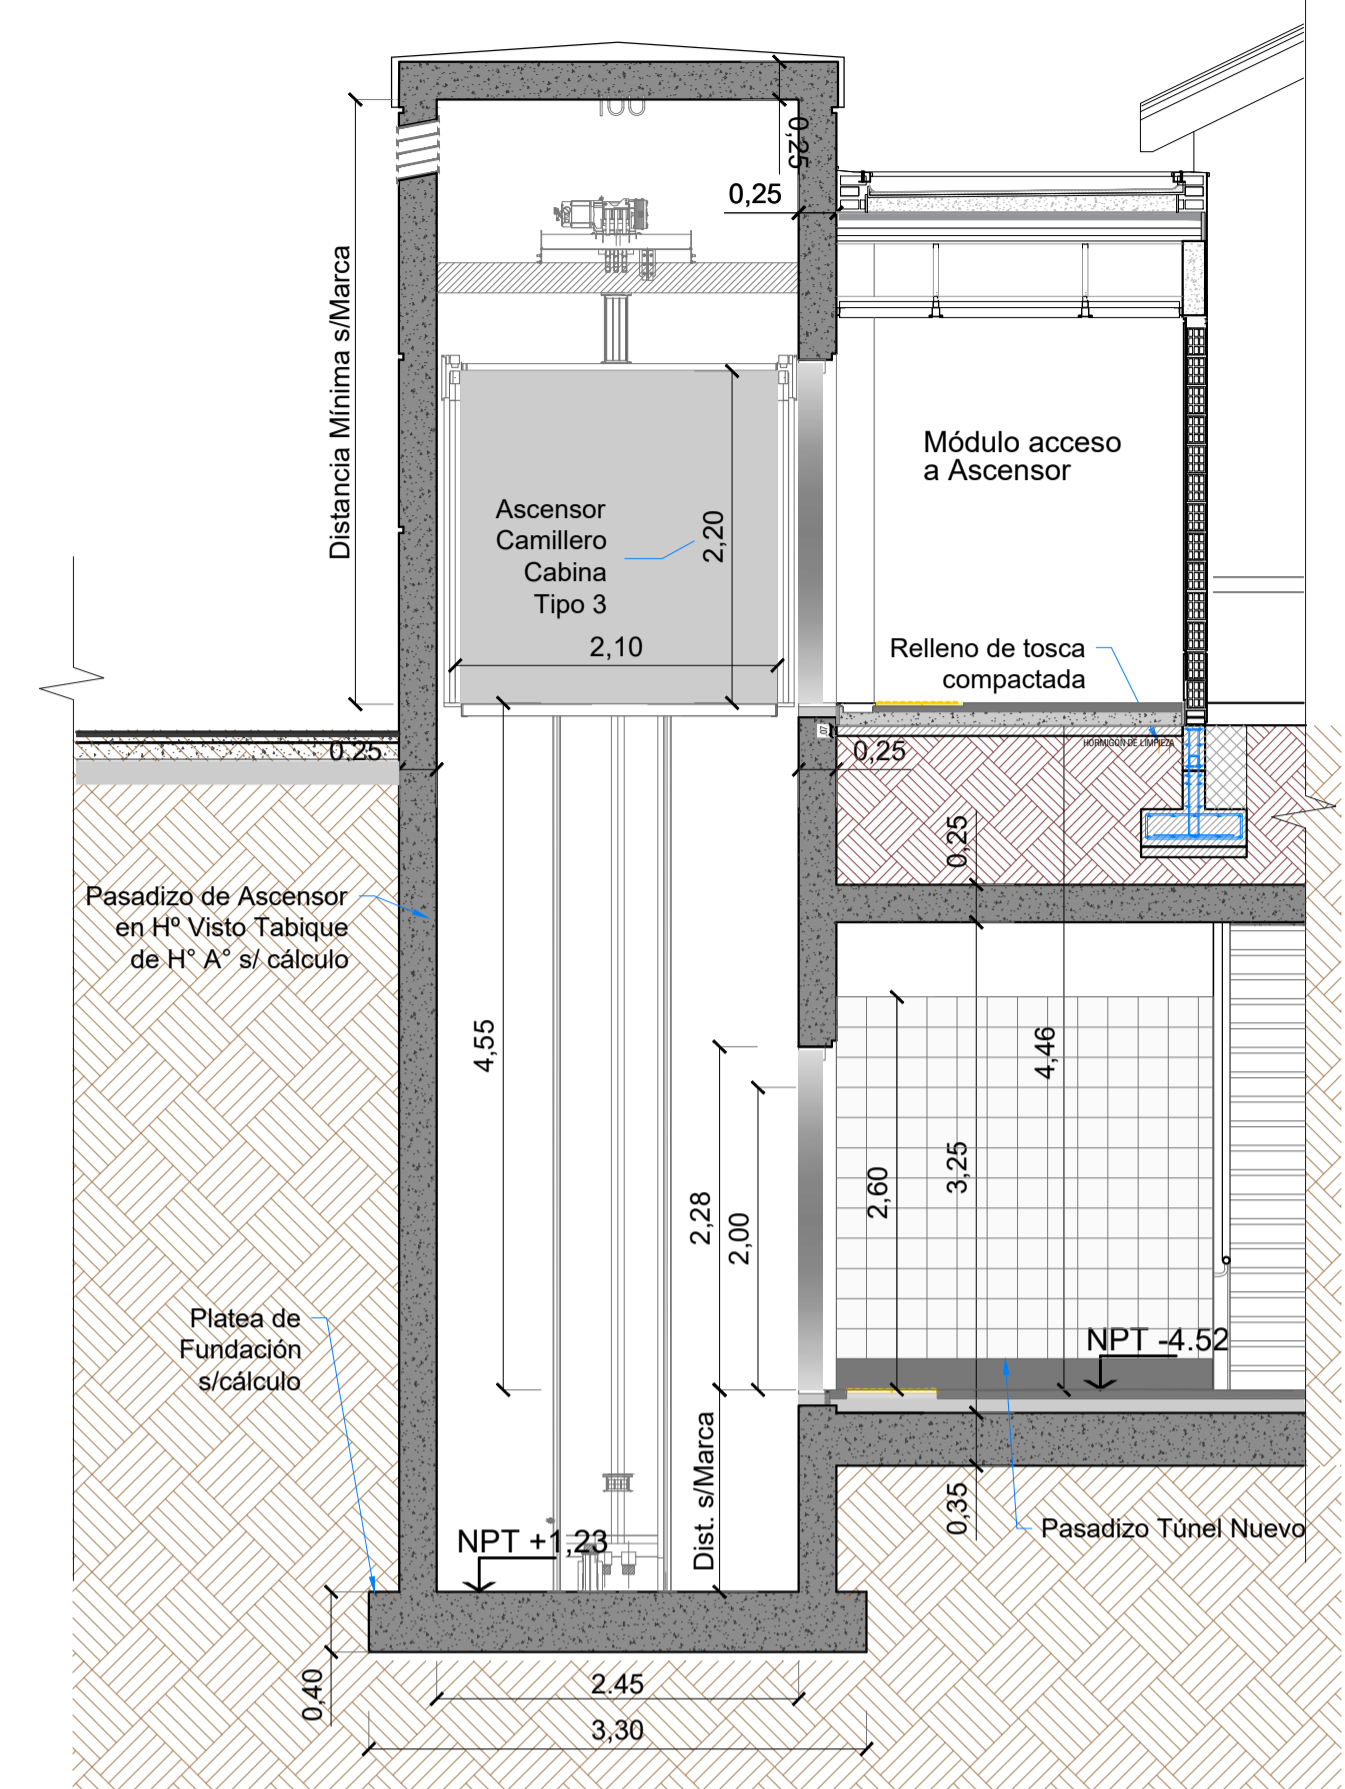 0,25
0,25
Distancia Mínima s/Marca
Módulo acceso
a Ascensor
Ascensor
Camillero
Cabina
Tipo 3
2,20
2,10
Relleno de tosca
compactada
HORMIGÓN DE LIMPIEZA
0,25
0,25
0,25
Pasadizo de Ascensor
en Hº Visto Tabique
de H° A° s/ cálculo
4,55
4,46
3,25
2,60
2,28
2,00
Platea de
Fundación
s/cálculo
NPT -4.52
Dist. s/Marca
0,35
Pasadizo Túnel Nuevo
NPT +1,23
0,40
2.45
3,30